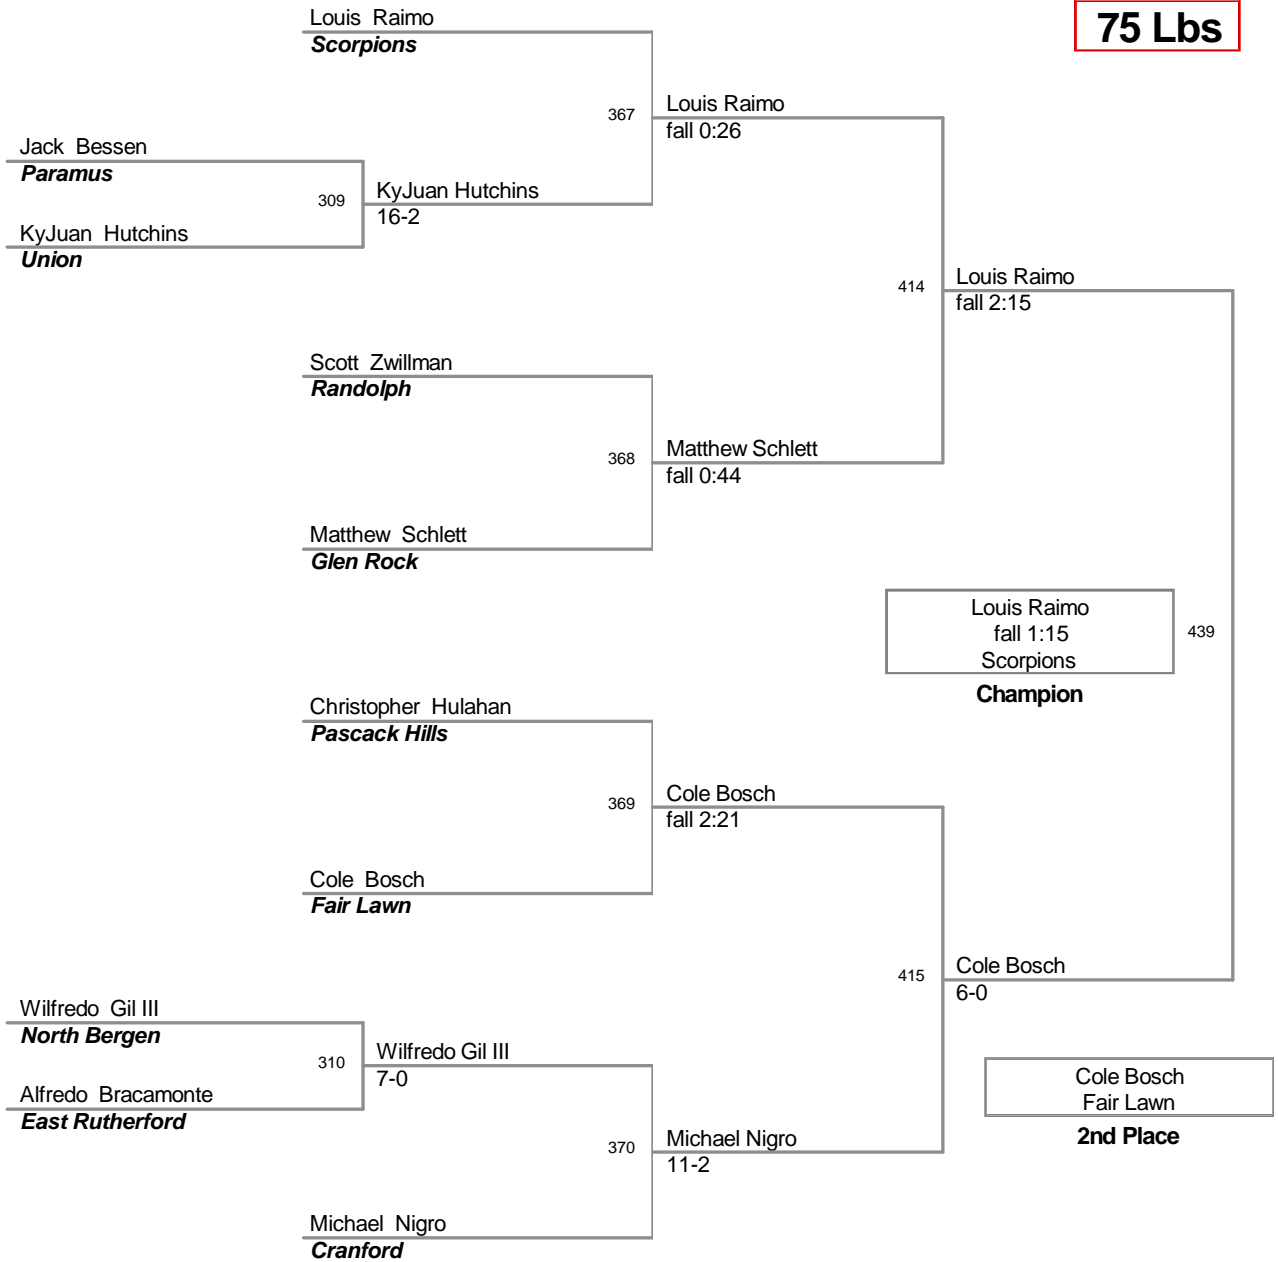 75 Lbs
Louis Raimo
Scorpions
367
Louis Raimo
fall 0:26
Jack Bessen
Paramus
309
KyJuan Hutchins
16-2
KyJuan Hutchins
Union
414
Louis Raimo
fall 2:15
Scott Zwillman
Randolph
368
Matthew Schlett
fall 0:44
Matthew Schlett
Glen Rock
Louis Raimo
fall 1:15
Scorpions
439
Champion
Christopher Hulahan
Pascack Hills
369
Cole Bosch
fall 2:21
Cole Bosch
Fair Lawn
415
Cole Bosch
6-0
Wilfredo Gil III
North Bergen
310
Wilfredo Gil III
7-0
Alfredo Bracamonte
East Rutherford
Cole Bosch
Fair Lawn
2nd Place
370
Michael Nigro
11-2
Michael Nigro
Cranford